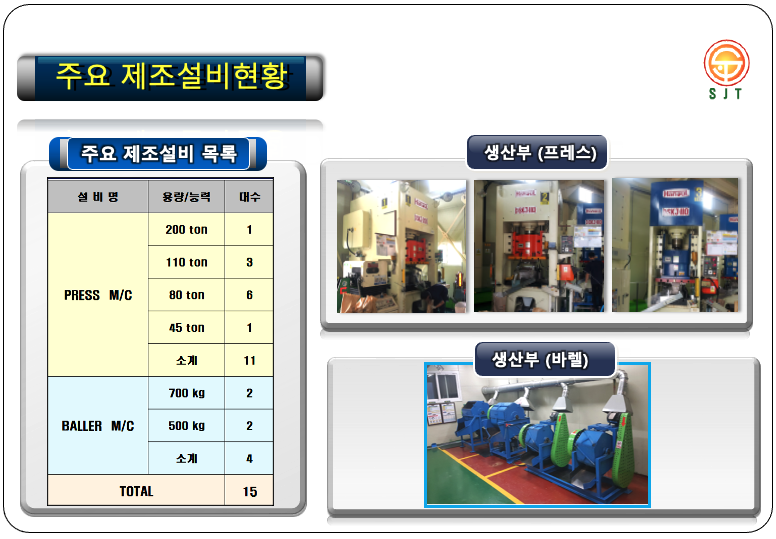 주요 제조설비현황
SJT
주요 제조설비 목록
설 비 명 용량/능력 대수
PRESS M/C
200 ton 1
110 ton 3
80 ton 6
45 ton 1
소계 11
BALLER M/C
700 kg 2
500 kg 2
소계 4
TOTAL 15
생산부 (프레스)
생산부 (바렐)